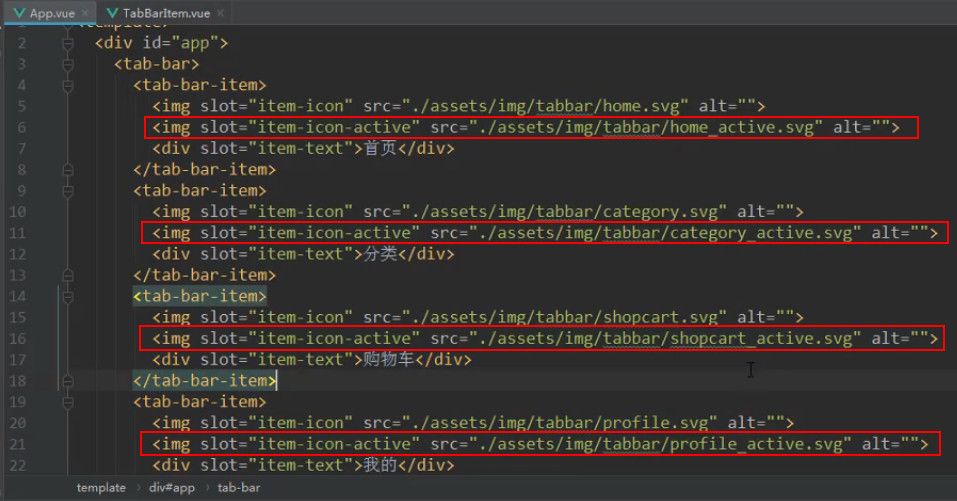 App.vue × TabBarItem.vue ×
1 <template>
2 <div id="app">
3 <tab-bar>
4 <tab-bar-item>
5 <img slot="item-icon" src="./assets/img/tabbar/home.svg" alt="">
6 <img slot="item-icon-active" src="./assets/img/tabbar/home_active.svg" alt="">
7 <div slot="item-text">首页</div>
8 </tab-bar-item>
9 <tab-bar-item>
10 <img slot="item-icon" src="./assets/img/tabbar/category.svg" alt="">
11 <img slot="item-icon-active" src="./assets/img/tabbar/category_active.svg" alt="">
12 <div slot="item-text">分类</div>
13 </tab-bar-item>
14 <tab-bar-item>
15 <img slot="item-icon" src="./assets/img/tabbar/shopcart.svg" alt="">
16 <img slot="item-icon-active" src="./assets/img/tabbar/shopcart_active.svg" alt="">
17 <div slot="item-text">购物车</div>
18 </tab-bar-item>
19 <tab-bar-item>
20 <img slot="item-icon" src="./assets/img/tabbar/profile.svg" alt="">
21 <img slot="item-icon-active" src="./assets/img/tabbar/profile_active.svg" alt="">
22 <div slot="item-text">我的</div>
template › div#app › tab-bar